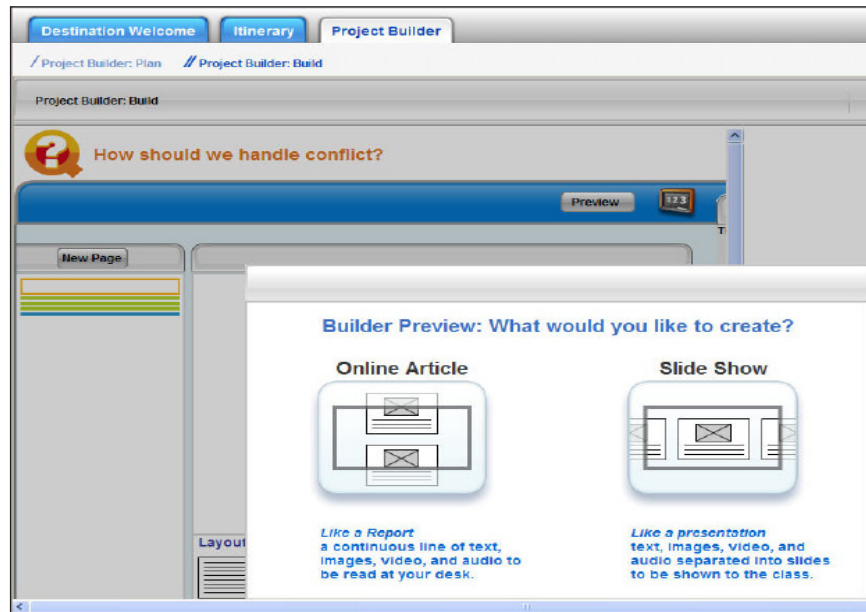 Destination Welcome Itinerary Project Builder
Project Builder: Plan Project Builder: Build
Project Builder: Build
How should we handle conflict?
Preview 123
New Page
Builder Preview: What would you like to create?
Online Article
Slide Show
Like a Report
a continuous line of text,
images, video, and audio to
be read at your desk.
Like a presentation
text, images, video, and
audio separated into slides
to be shown to the class.
Layout